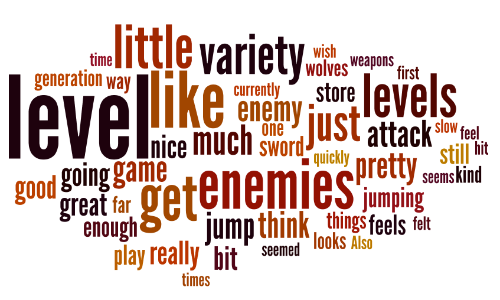 wish
time little variety wolves weapons
generation way first
like currently store levels
level enemy
one just attack slow feel
nice much sword hit
quickly still
going game pretty seems kind
good enemies
great far get jumping
enough jump think things feels felt
play really seemed looks Also
bit
times